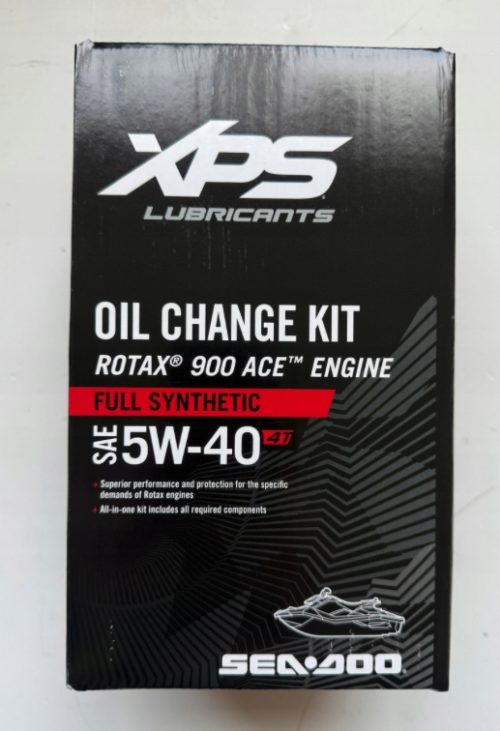 XPS
LUBRICANTS
OIL CHANGE KIT
ROTAX® 900 ACE™ ENGINE
FULL SYNTHETIC
SAE 5W-40 4T
Superior performance and protection for the specific
demands of Rotax engines
All-in-one kit includes all required components
SEA-DOO